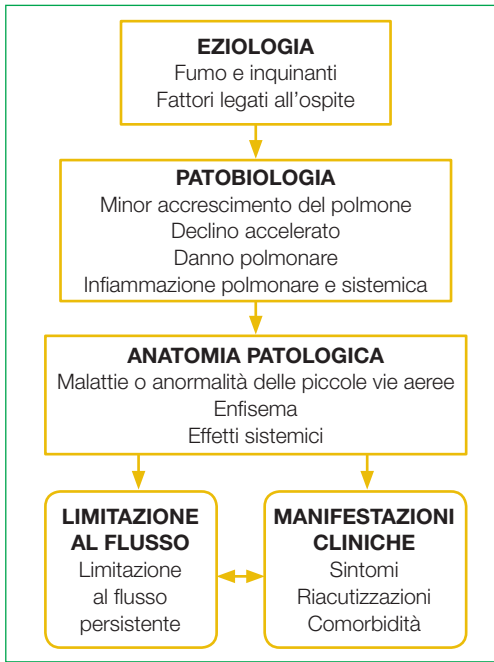 EZIOLOGIA
Fumo e inquinanti
Fattori legati all'ospite
PATOBIOLOGIA
Minor accrescimento del polmone
Declino accelerato
Danno polmonare
Infiammazione polmonare e sistemica
ANATOMIA PATOLOGICA
Malattie o anormalità delle piccole vie aeree
Enfisema
Effetti sistemici
LIMITAZIONE
AL FLUSSO
Limitazione
al flusso
persistente
MANIFESTAZIONI
CLINICHE
Sintomi
Riacutizzazioni
Comorbidità